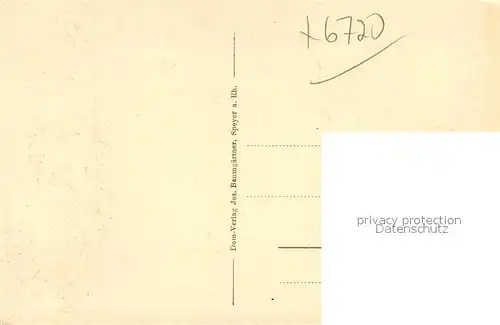 x6720
Dom-Verlag Jos. Baumgärtner, Speyer a. Rh.
privacy protection
Datenschutz